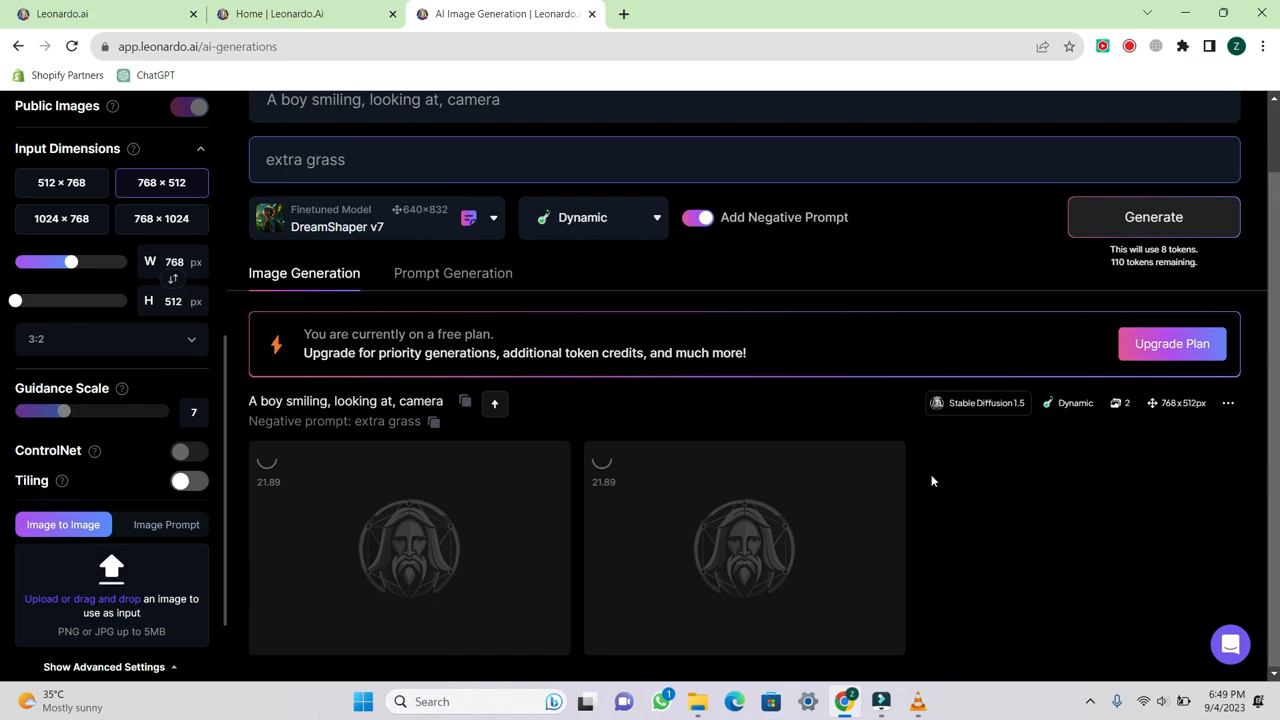 Leonardo.ai
Home | Leonardo.Ai
AI Image Generation | Leonardo.
app.leonardo.ai/ai-generations
Z
Shopify Partners
ChatGPT
Public Images ?
Input Dimensions ?
512 × 768
768 × 512
1024 × 768
768 × 1024
W 768 px
H 512 px
3:2
Guidance Scale ?
7
ControlNet ?
Tiling ?
Image to Image
Image Prompt
Upload or drag and drop an image to
use as input
PNG or JPG up to 5MB
Show Advanced Settings
A boy smiling, looking at, camera
extra grass
Finetuned Model
640×832
DreamShaper v7
Dynamic
Add Negative Prompt
Generate
This will use 8 tokens.
110 tokens remaining.
Image Generation
Prompt Generation
You are currently on a free plan.
Upgrade for priority generations, additional token credits, and much more!
Upgrade Plan
A boy smiling, looking at, camera
Negative prompt: extra grass
Stable Diffusion 1.5
Dynamic
2
768x512px
21.89
21.89
35°C
Mostly sunny
Search
1
Z
6:49 PM
9/4/2023